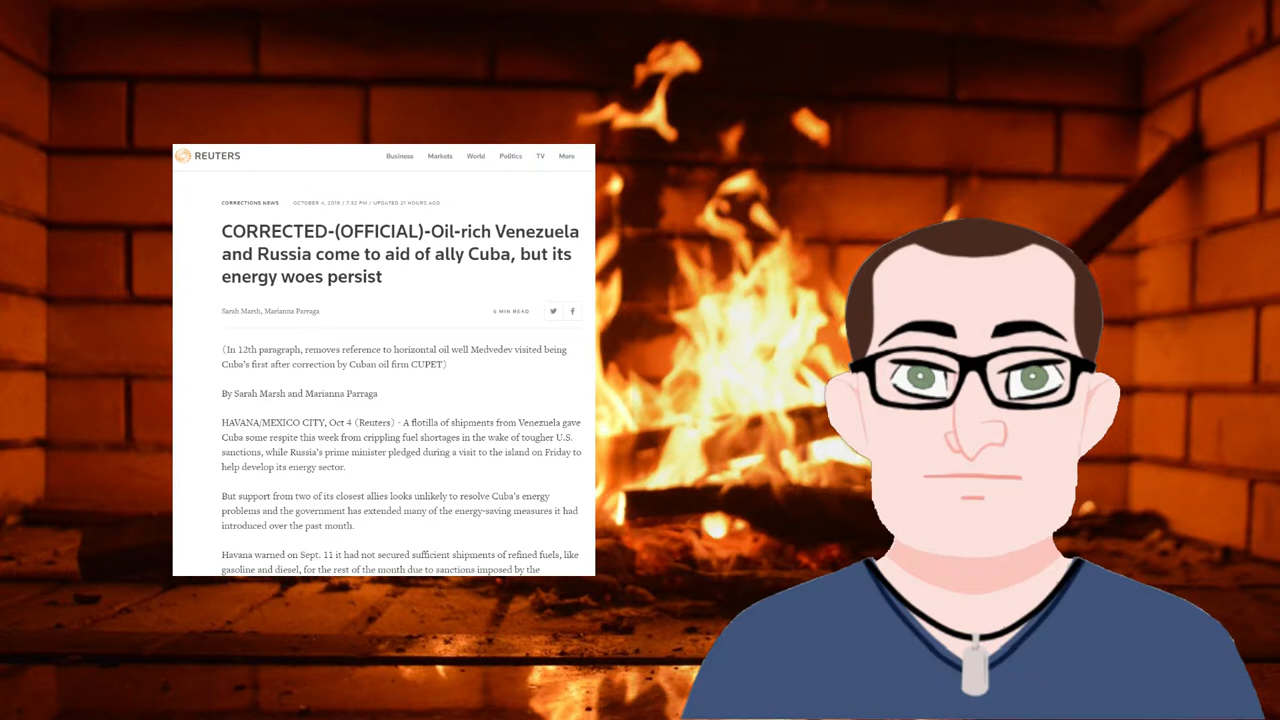 REUTERS
Business Markets World Politics TV More
CORRECTIONS NEWS OCTOBER 4, 2019 / 7:32 PM / UPDATED 21 HOURS AGO
CORRECTED-(OFFICIAL)-Oil-rich Venezuela
and Russia come to aid of ally Cuba, but its
energy woes persist
Sarah Marsh, Marianna Parraga
6 MIN READ
(In 12th paragraph, removes reference to horizontal oil well Medvedev visited being
Cuba's first after correction by Cuban oil firm CUPET)
By Sarah Marsh and Marianna Parraga
HAVANA/MEXICO CITY, Oct 4 (Reuters) - A flotilla of shipments from Venezuela gave
Cuba some respite this week from crippling fuel shortages in the wake of tougher U.S.
sanctions, while Russia's prime minister pledged during a visit to the island on Friday to
help develop its energy sector.
But support from two of its closest allies looks unlikely to resolve Cuba's energy
problems and the government has extended many of the energy-saving measures it had
introduced over the past month.
Havana warned on Sept. 11 it had not secured sufficient shipments of refined fuels, like
gasoline and diesel, for the rest of the month due to sanctions imposed by the